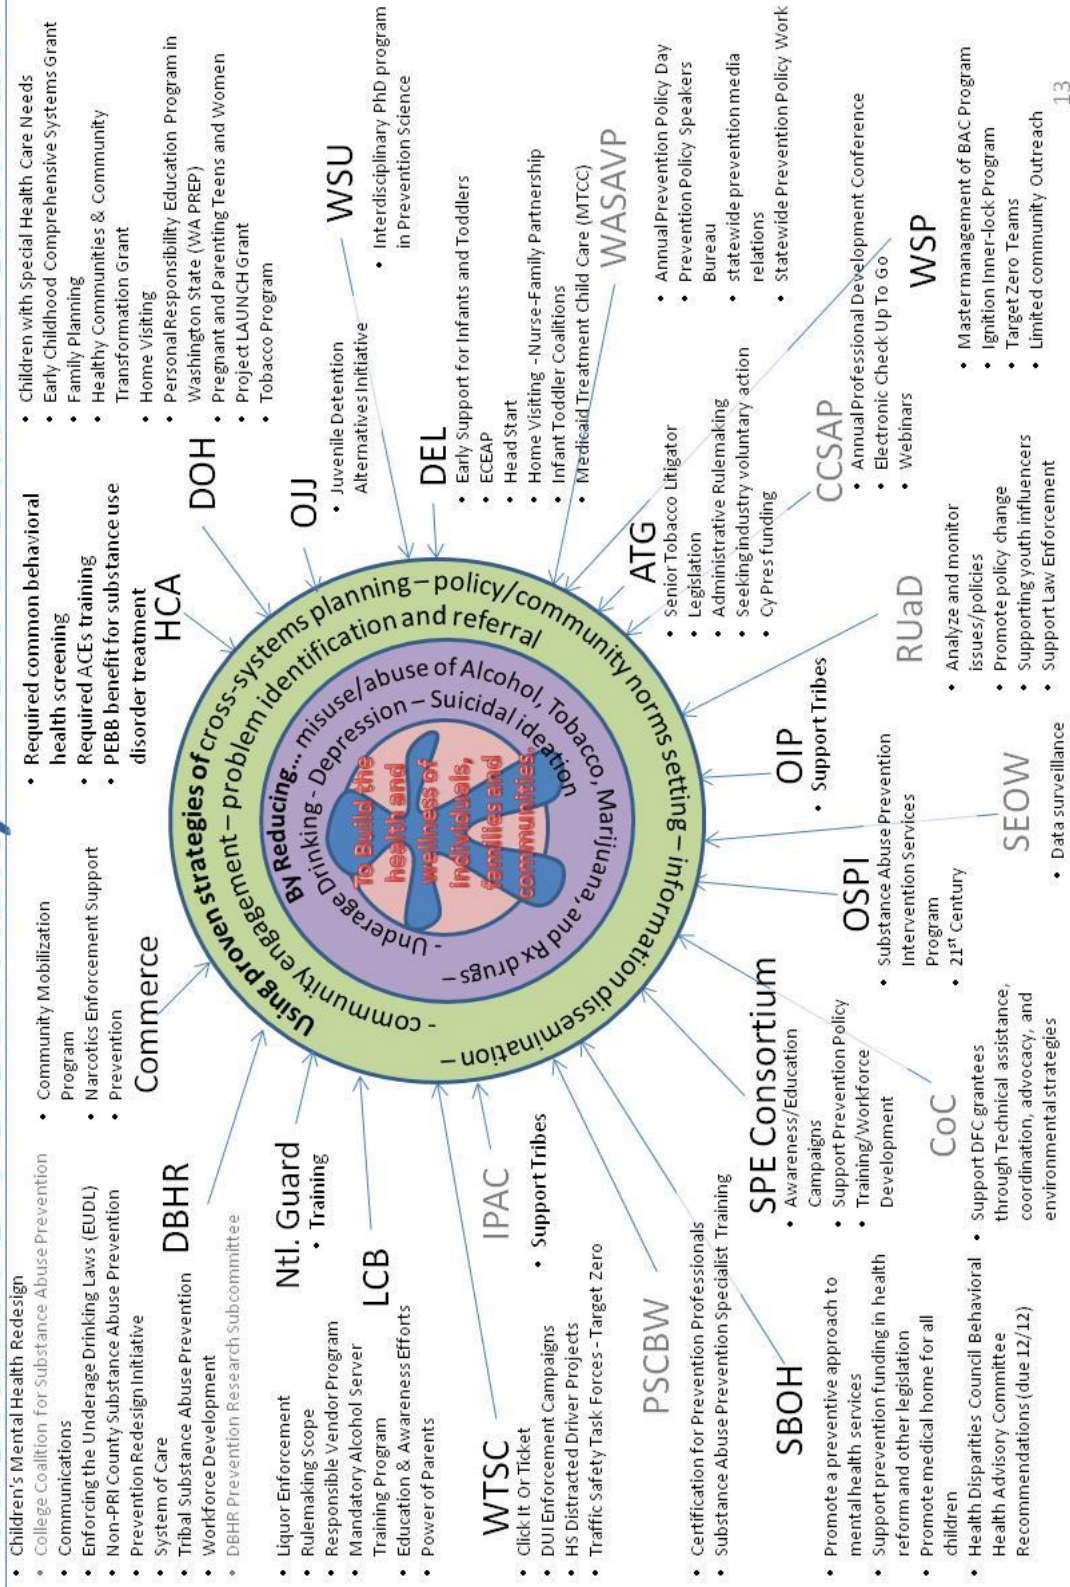 • Children's Mental Health Redesign
• College Coalition for Substance Abuse Prevention
• Communications
• Enforcing the Underage Drinking Laws (EUDL)
• Non-PRI County Substance Abuse Prevention
• Prevention Redesign Initiative
• System of Care
• Tribal Substance Abuse Prevention
• Workforce Development
• DBHR Prevention Research Subcommittee
DBHR
• Community Mobilization
Program
• Narcotics Enforcement Support
• Prevention
Commerce
• Required common behavioral
health screening
• Required ACEs training
• PEBB benefit for substance use
disorder treatment
HCA
• Children with Special Health Care Needs
• Early Childhood Comprehensive Systems Grant
• Family Planning
• Healthy Communities & Community
Transformation Grant
• Home Visiting
• Personal Responsibility Education Program in
Washington State (WA PREP)
• Pregnant and Parenting Teens and Women
• Project LAUNCH Grant
• Tobacco Program
DOH
OJJ
• Juvenile Detention
Alternatives Initiative
WSU
• Interdisciplinary PhD program
in Prevention Science
Ntl. Guard
• Training
• Liquor Enforcement
• Rulemaking Scope
• Responsible Vendor Program
• Mandatory Alcohol Server
Training Program
• Education & Awareness Efforts
• Power of Parents
LCB
Using proven strategies of cross-systems planning – policy/community norms setting – information dissemination –
- community engagement – problem identification and referral
By Reducing... misuse/abuse of Alcohol, Tobacco, Marijuana, and Rx drugs –
- Underage Drinking - Depression – Suicidal ideation
To Build the
health and
wellness of
individuals,
families and
communities.
DEL
• Early Support for Infants and Toddlers
• ECEAP
• Head Start
• Home Visiting - Nurse-Family Partnership
• Infant Toddler Coalitions
• Medicaid Treatment Child Care (MTCC)
WASAVP
• Annual Prevention Policy Day
• Prevention Policy Speakers
Bureau
• statewide prevention media
relations
• Statewide Prevention Policy Work
WTSC
• Click It Or Ticket
• DUI Enforcement Campaigns
• HS Distracted Driver Projects
• Traffic Safety Task Forces - Target Zero
IPAC
• Support Tribes
ATG
• Senior Tobacco Litigator
• Legislation
• Administrative Rulemaking
• Seeking industry voluntary action
• Cy Pres funding
PSCBW
• Certification for Prevention Professionals
• Substance Abuse Prevention Specialist Training
SPE Consortium
• Awareness/Education
Campaigns
• Support Prevention Policy
• Training/Workforce
Development
OSPI
• Substance Abuse Prevention
Intervention Services
Program
• 21st Century
OIP
• Support Tribes
CCSAP
• Annual Professional Development Conference
• Electronic Check Up To Go
• Webinars
SBOH
• Promote a preventive approach to
mental health services
• Support prevention funding in health
reform and other legislation
• Promote medical home for all
children
• Health Disparities Council Behavioral
Health Advisory Committee
Recommendations (due 12/12)
CoC
• Support DFC grantees
through Technical assistance,
coordination, advocacy, and
environmental strategies
SEOW
• Data surveillance
RUaD
• Analyze and monitor
issues/policies
• Promote policy change
• Supporting youth influencers
• Support Law Enforcement
WSP
• Master management of BAC Program
• Ignition Inner-lock Program
• Target Zero Teams
• Limited community Outreach
13